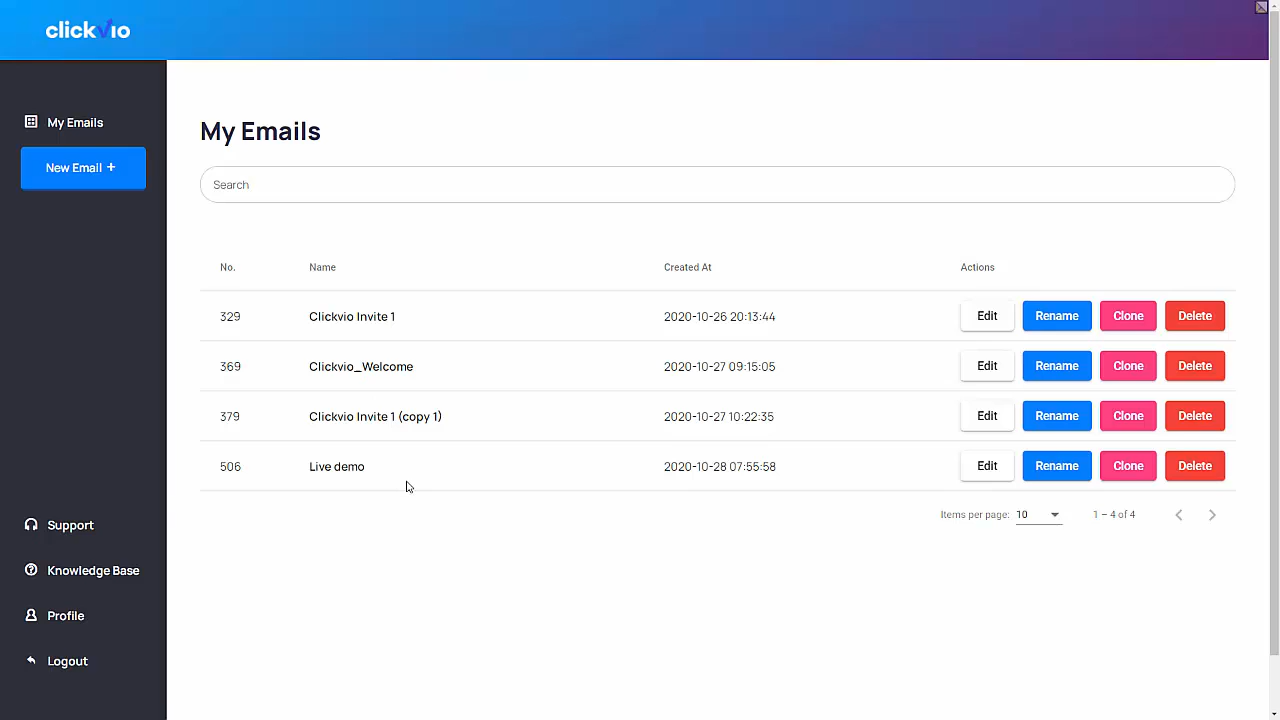 clickvio
My Emails
New Email +
My Emails
Search
No. Name Created At Actions
329 Clickvio Invite 1 2020-10-26 20:13:44 Edit Rename Clone Delete
369 Clickvio_Welcome 2020-10-27 09:15:05 Edit Rename Clone Delete
379 Clickvio Invite 1 (copy 1) 2020-10-27 10:22:35 Edit Rename Clone Delete
506 Live demo 2020-10-28 07:55:58 Edit Rename Clone Delete
Items per page: 10 1 – 4 of 4
Support
Knowledge Base
Profile
Logout